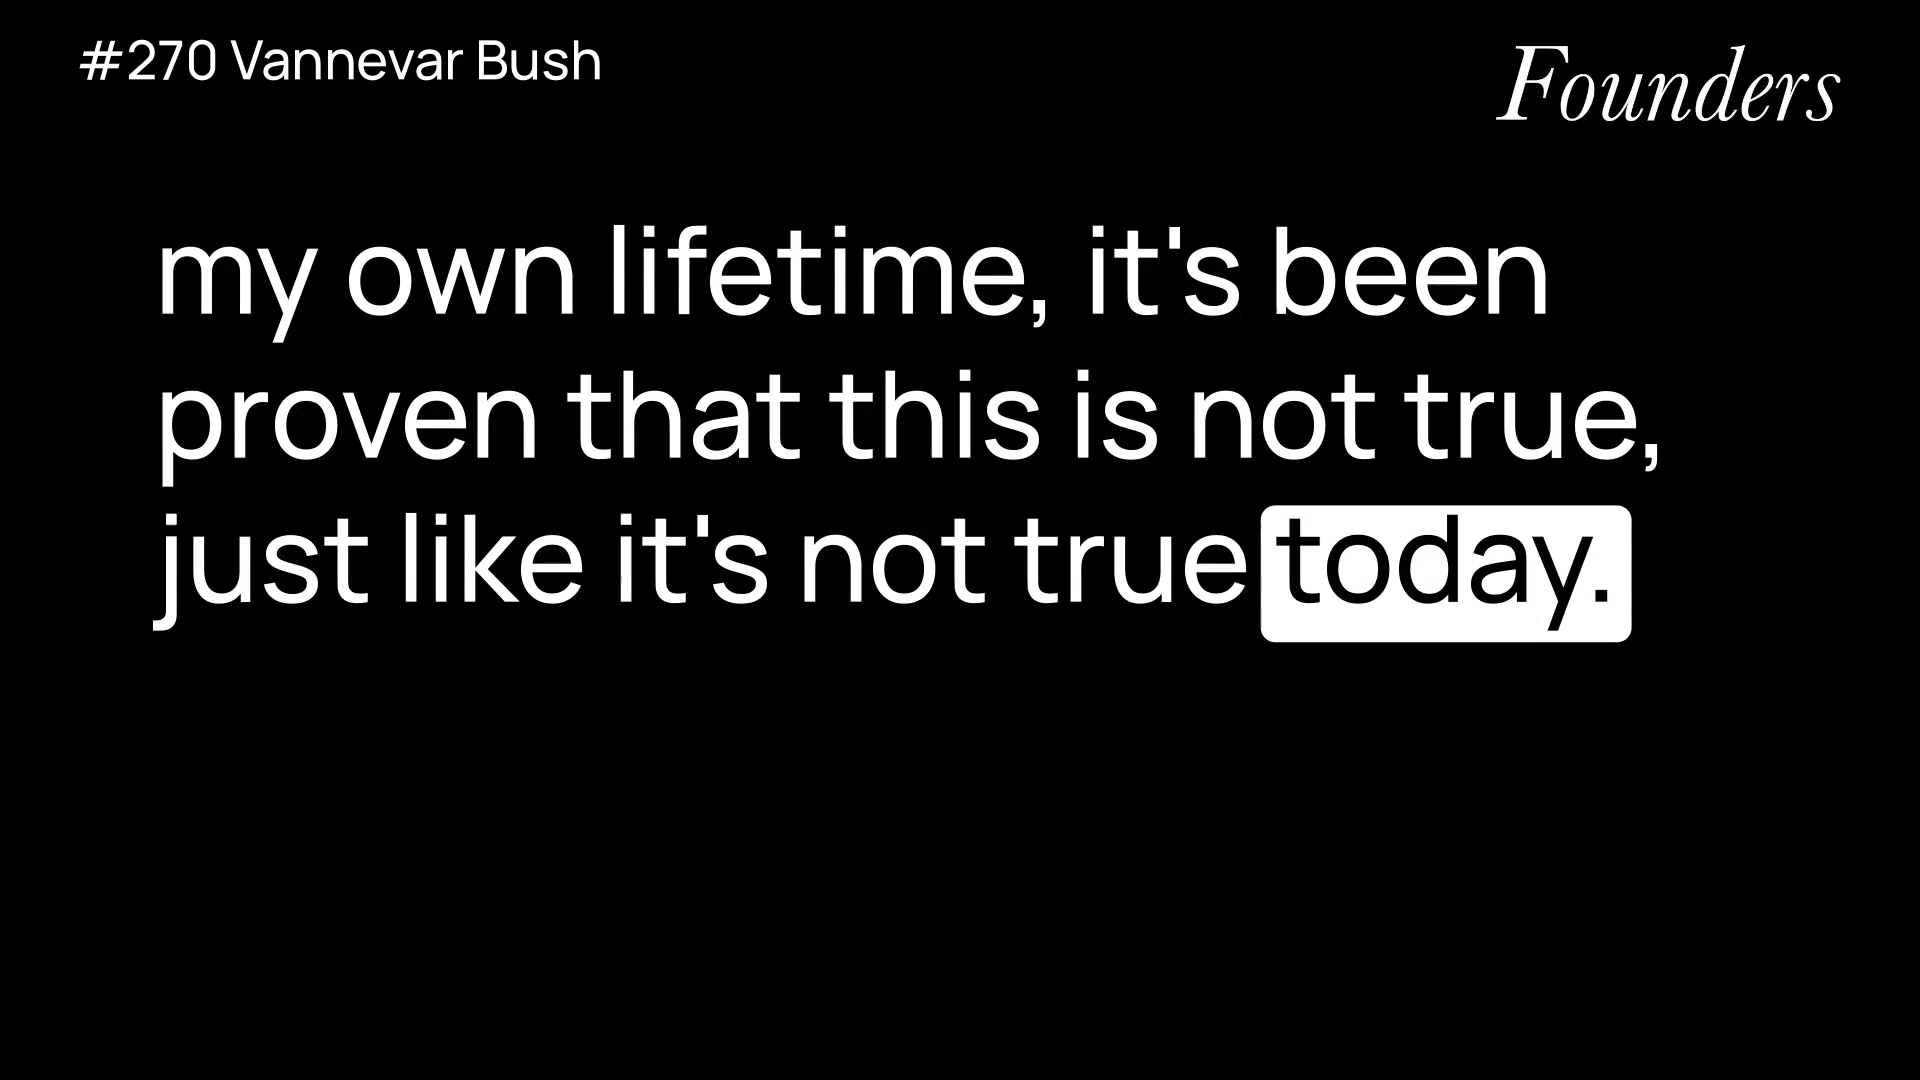 #270 Vannevar Bush
Founders
my own lifetime, it's been
proven that this is not true,
just like it's not true today.